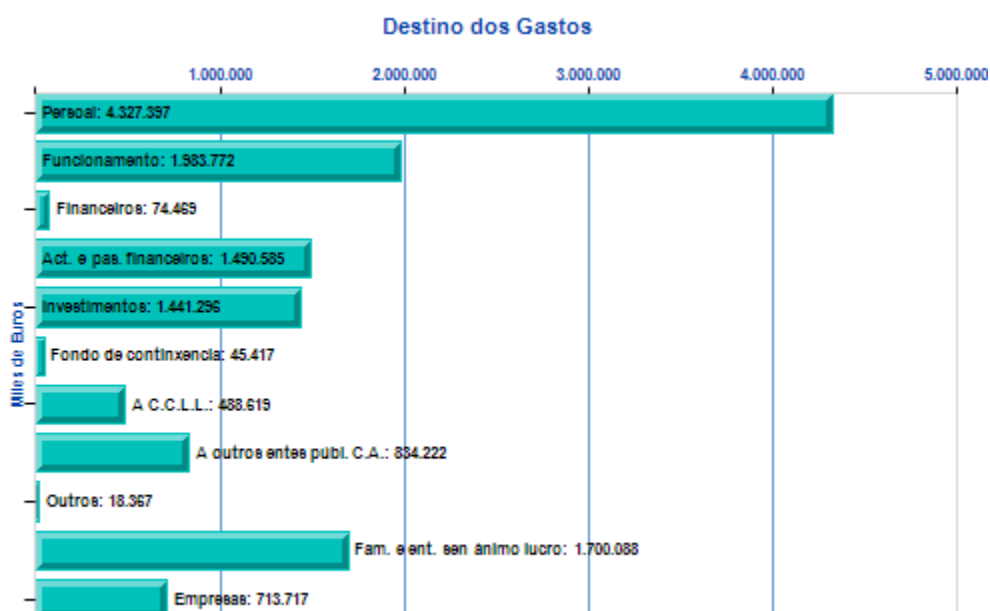 Destino dos Gastos
1.000.000 2.000.000 3.000.000 4.000.000 5.000.000
Persoal: 4.327.397
Funcionamento: 1.983.772
Financeiros: 74.469
Act. e pas. financeiros: 1.490.585
Investimentos: 1.441.296
Fondo de continxencia: 45.417
A C.C.L.L.: 488.619
A outros entes públ. C.A.: 834.222
Outros: 18.367
Fam. e ent. sen ánimo lucro: 1.700.088
Empresas: 713.717
Miles de Euros